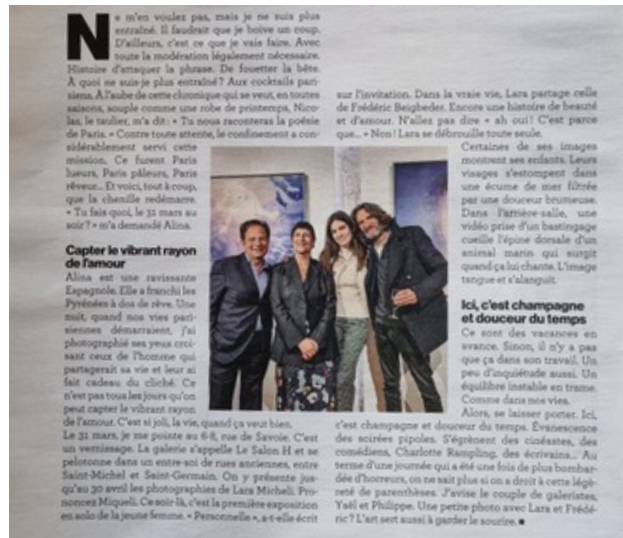 Ne m'en voulez pas, mais je ne suis plus
entraîné. Il faudrait que je boive un coup.
D'ailleurs, c'est ce que je vais faire. Avec
toute la modération légalement nécessaire.
Histoire d'attaquer la phrase. De fouetter la bête.
À quoi ne suis-je plus entraîné ? Aux cocktails pari-
siens. À l'aube de cette chronique qui se veut, en toutes
saisons, souple comme une robe de printemps, Nico-
las, le taulier, m'a dit : « Tu nous raconteras la poésie
de Paris. » Contre toute attente, le confinement a con-
sidérablement servi cette
mission. Ce furent Paris
lueurs, Paris pâleurs, Paris
rêveur... Et voici, tout à coup,
que la chenille redémarre.
« Tu fais quoi, le 31 mars au
soir ? » m'a demandé Alina.
Capter le vibrant rayon
de l'amour
Alina est une ravissante
Espagnole. Elle a franchi les
Pyrénées à dos de rêve. Une
nuit, quand nos vies pari-
siennes démarraient, j'ai
photographié ses yeux croi-
sant ceux de l'homme qui
partagerait sa vie et leur ai
fait cadeau du cliché. Ce
n'est pas tous les jours qu'on
peut capter le vibrant rayon
de l'amour. C'est si joli, la vie, quand ça veut bien.
Le 31 mars, je me pointe au 6-8, rue de Savoie. C'est
un vernissage. La galerie s'appelle Le Salon H et se
pelotonne dans un entre-soi de rues anciennes, entre
Saint-Michel et Saint-Germain. On y présente jus-
qu'au 30 avril les photographies de Lara Micheli. Pro-
noncez Miqueli. Ce soir-là, c'est la première exposition
en solo de la jeune femme. « Personnelle », a-t-elle écrit
sur l'invitation. Dans la vraie vie, Lara partage celle
de Frédéric Beigbeder. Encore une histoire de beauté
et d'amour. N'allez pas dire « ah oui ! C'est parce
que... » Non ! Lara se débrouille toute seule.
Certaines de ses images
montrent ses enfants. Leurs
visages s'estompent dans
une écume de mer filtrée
par une douceur brumeuse.
Dans l'arrière-salle, une
vidéo prise d'un bastingage
cueille l'épine dorsale d'un
animal marin qui surgit
quand ça lui chante. L'image
tangue et s'alanguit.
Ici, c'est champagne
et douceur du temps
Ce sont des vacances en
avance. Sinon, il n'y a pas
que ça dans son travail. Un
peu d'inquiétude aussi. Un
équilibre instable en trame.
Comme dans nos vies.
Alors, se laisser porter. Ici,
c'est champagne et douceur du temps. Évanescence
des soirées pipoles. S'égrènent des cinéastes, des
comédiens, Charlotte Rampling, des écrivains... Au
terme d'une journée qui a été une fois de plus bombar-
dée d'horreurs, on ne sait plus si on a droit à cette légè-
reté de parenthèses. J'avise le couple de galeristes,
Yaël et Philippe. Une petite photo avec Lara et Frédé-
ric ? L'art sert aussi à garder le sourire. ■